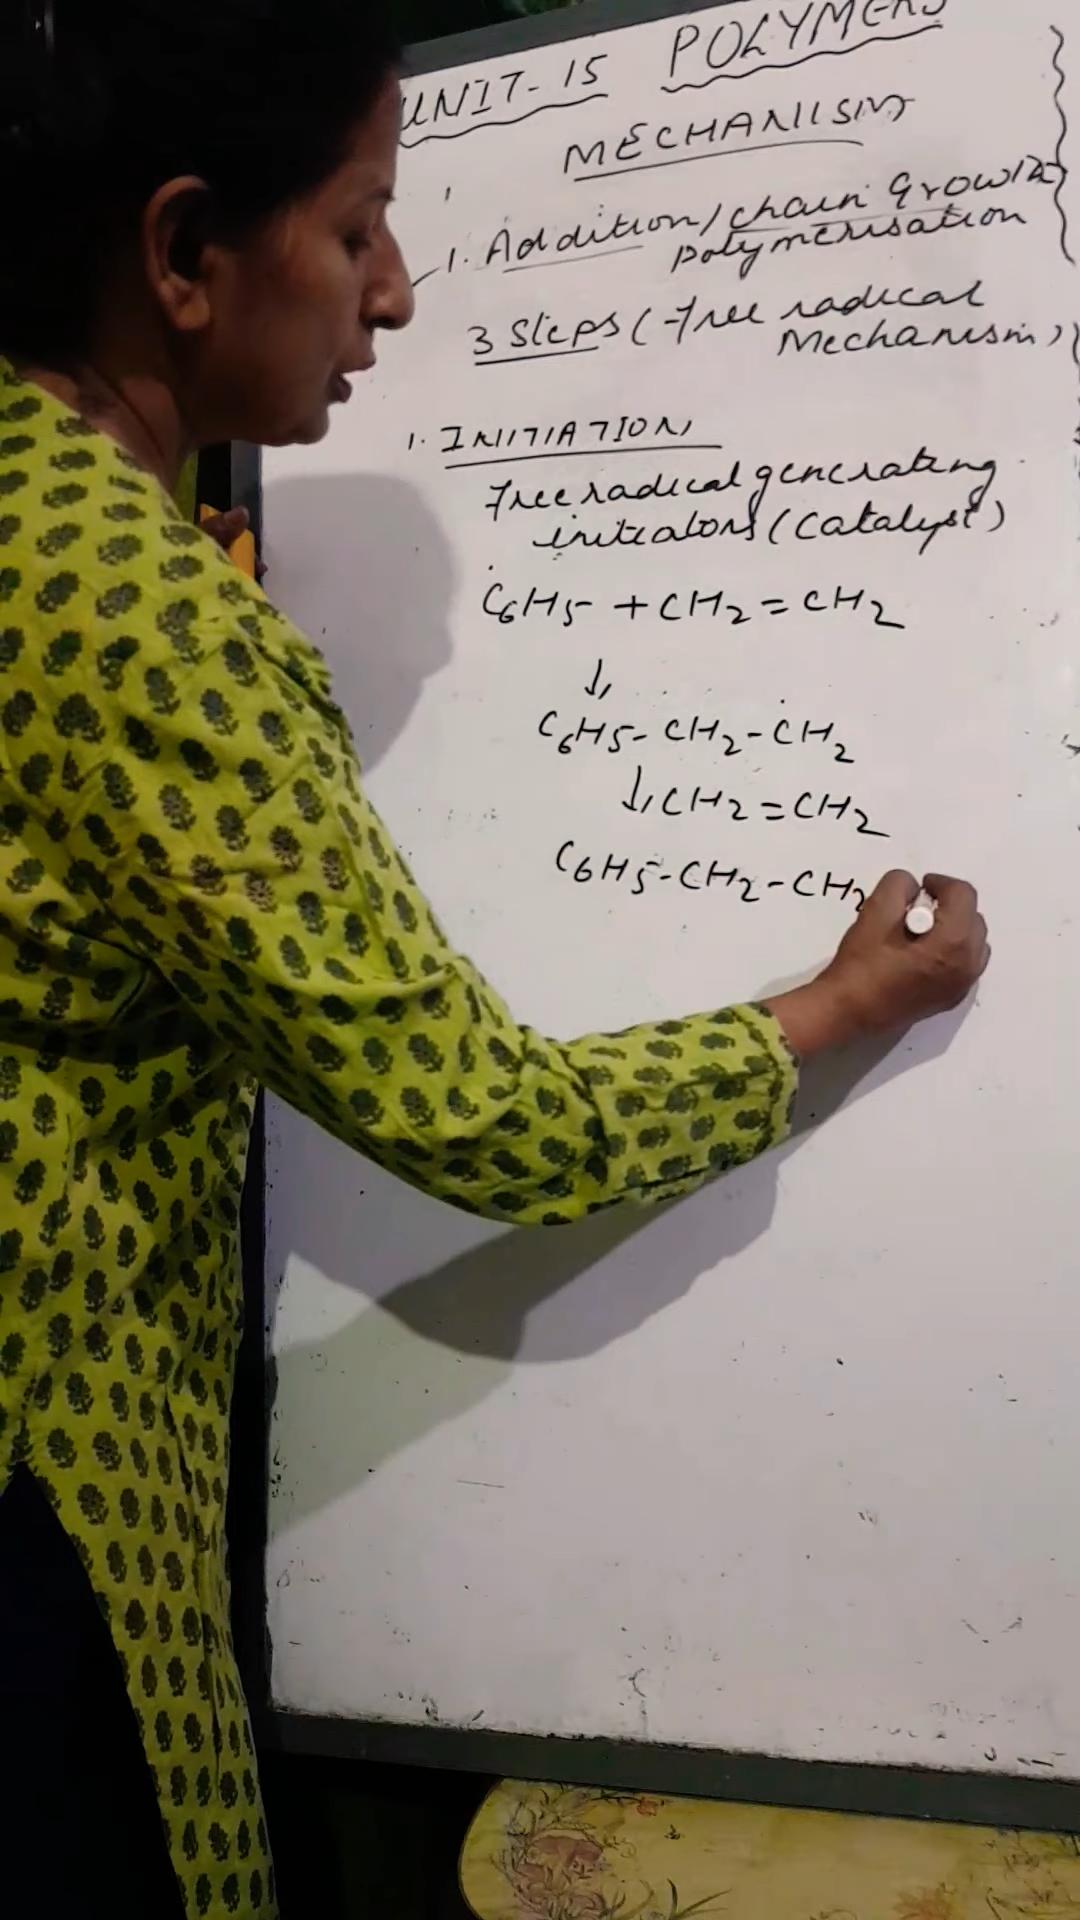 UNIT-15 POLYMERS
MECHANISM
1. Addition/chain Growth
polymerisation
3 Steps (Free radical
Mechanism)
1. INITIATION
Free radical generating
initiators (catalyst)
C6H5 + CH2=CH2
↓
C6H5-CH2-ĊH2
↓ CH2=CH2
C6H5-CH2-CH2